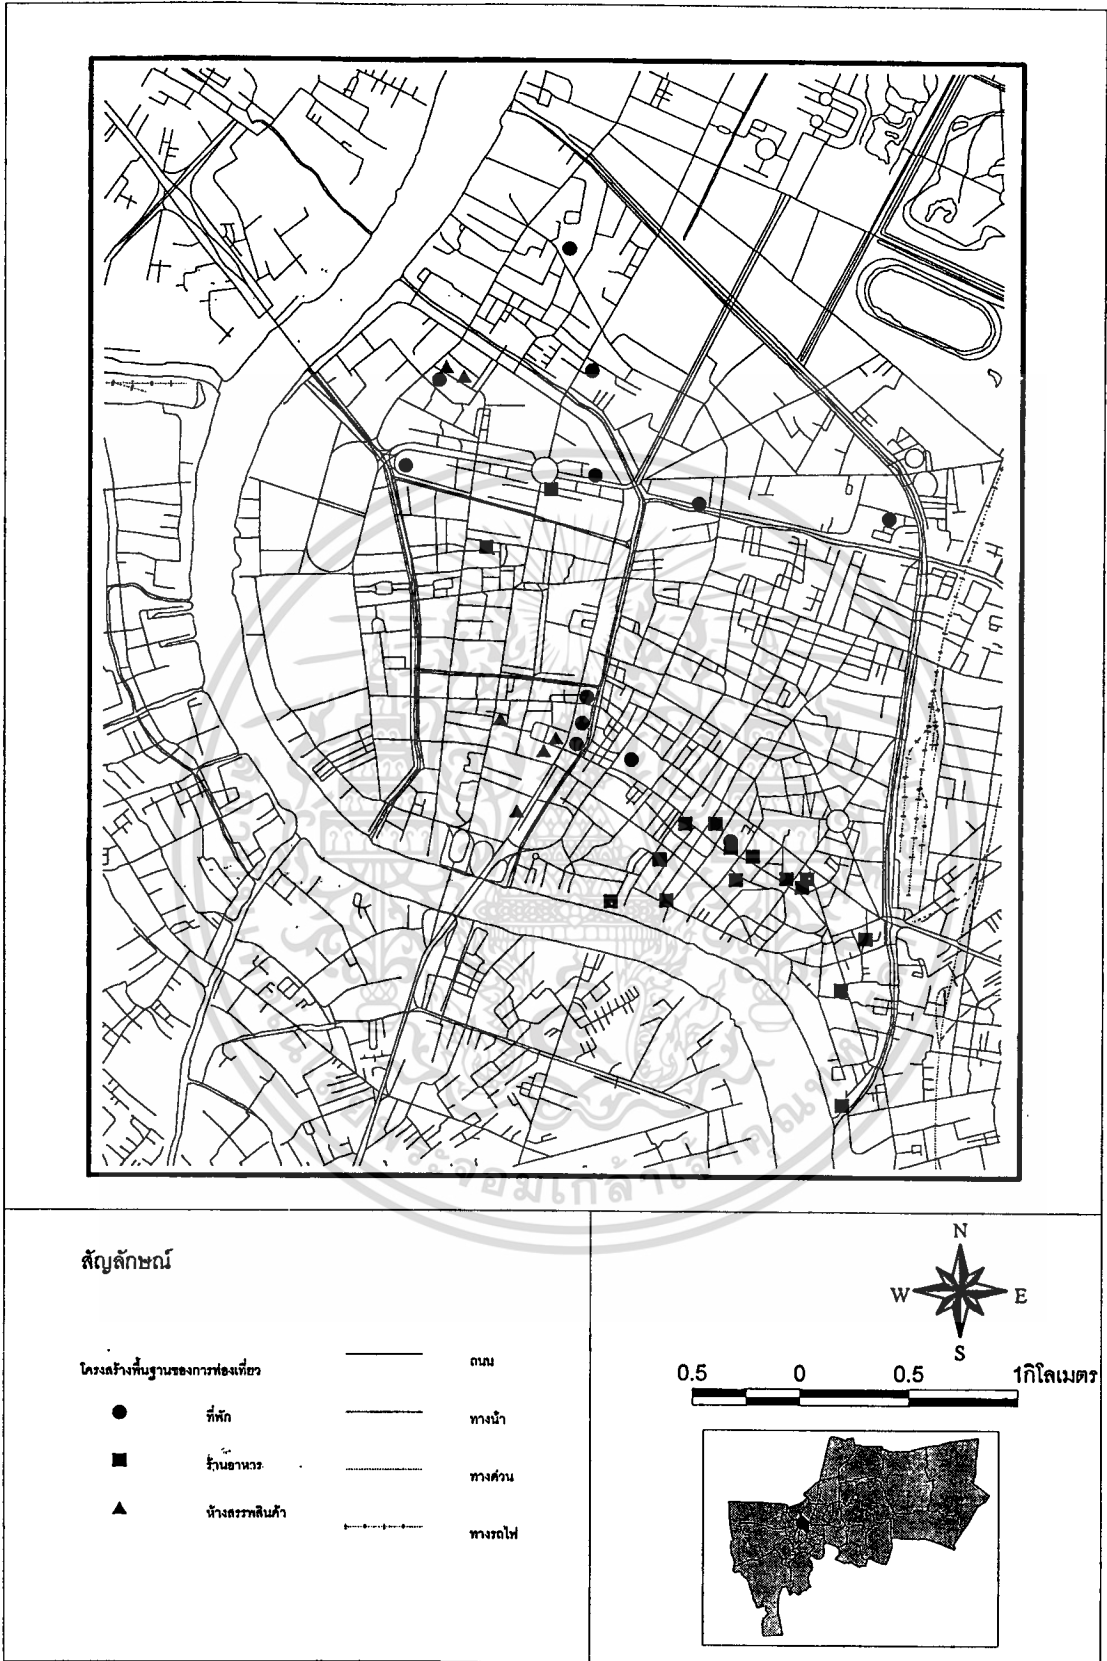 สัญลักษณ์
โครงสร้างพื้นฐานของการท่องเที่ยว
ที่พัก
ร้านอาหาร
ห้างสรรพสินค้า
ถนน
ทางน้ำ
ทางด่วน
ทางรถไฟ
N
W E
S
0.5 0 0.5 1กิโลเมตร